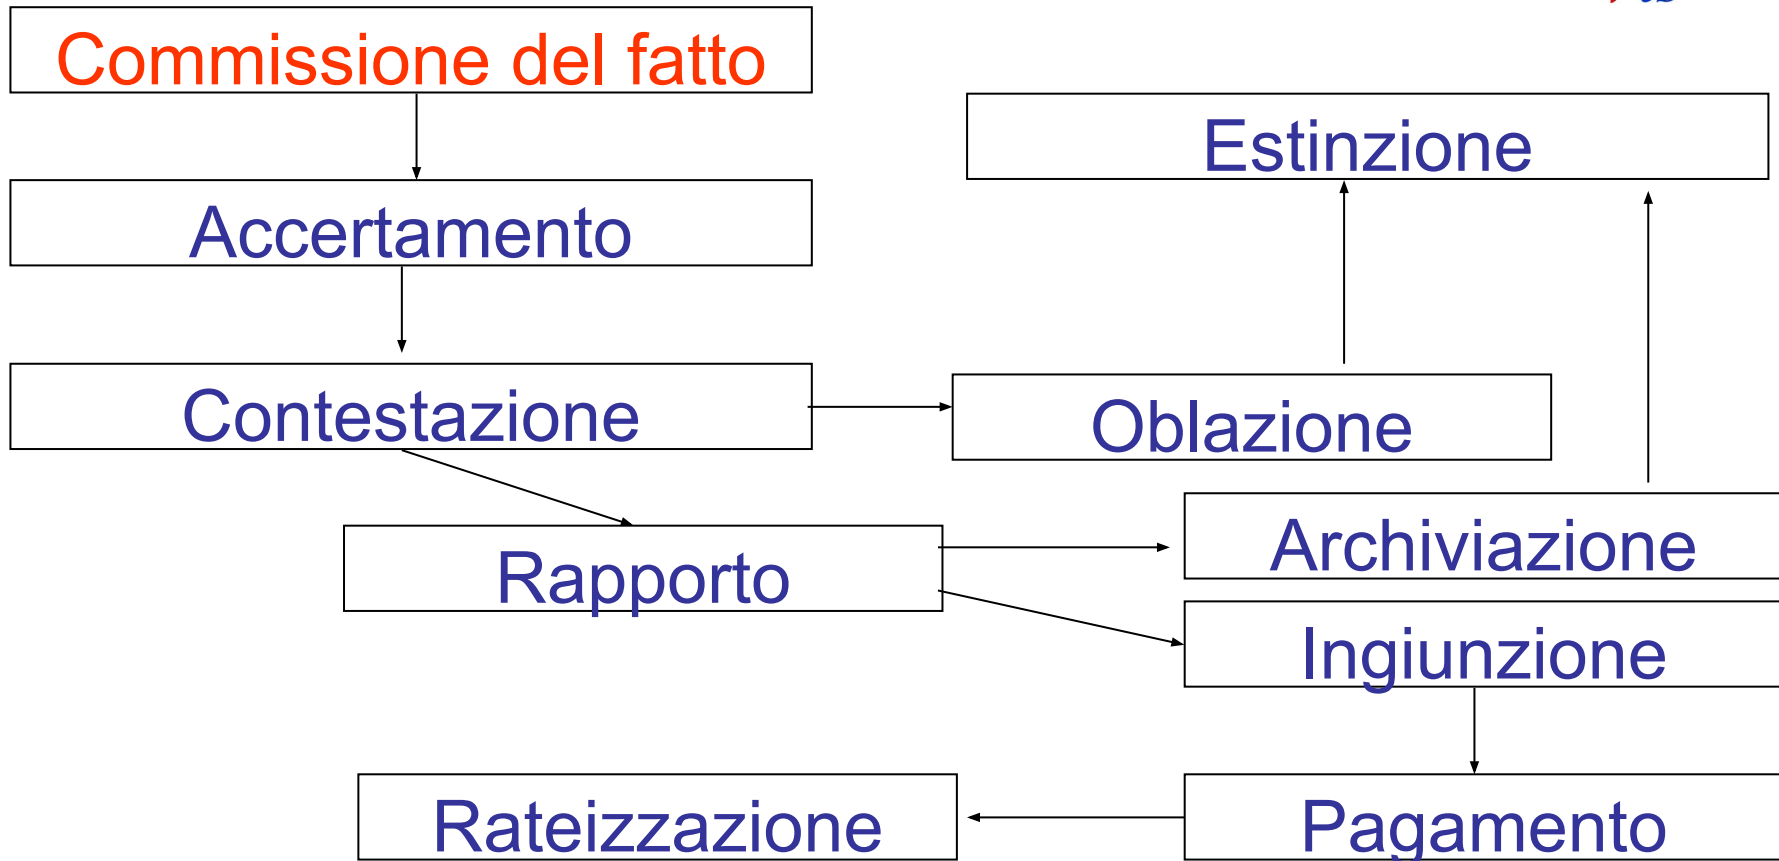 Commissione del fatto
Estinzione
Accertamento
Contestazione
Oblazione
Archiviazione
Rapporto
Ingiunzione
Rateizzazione
Pagamento